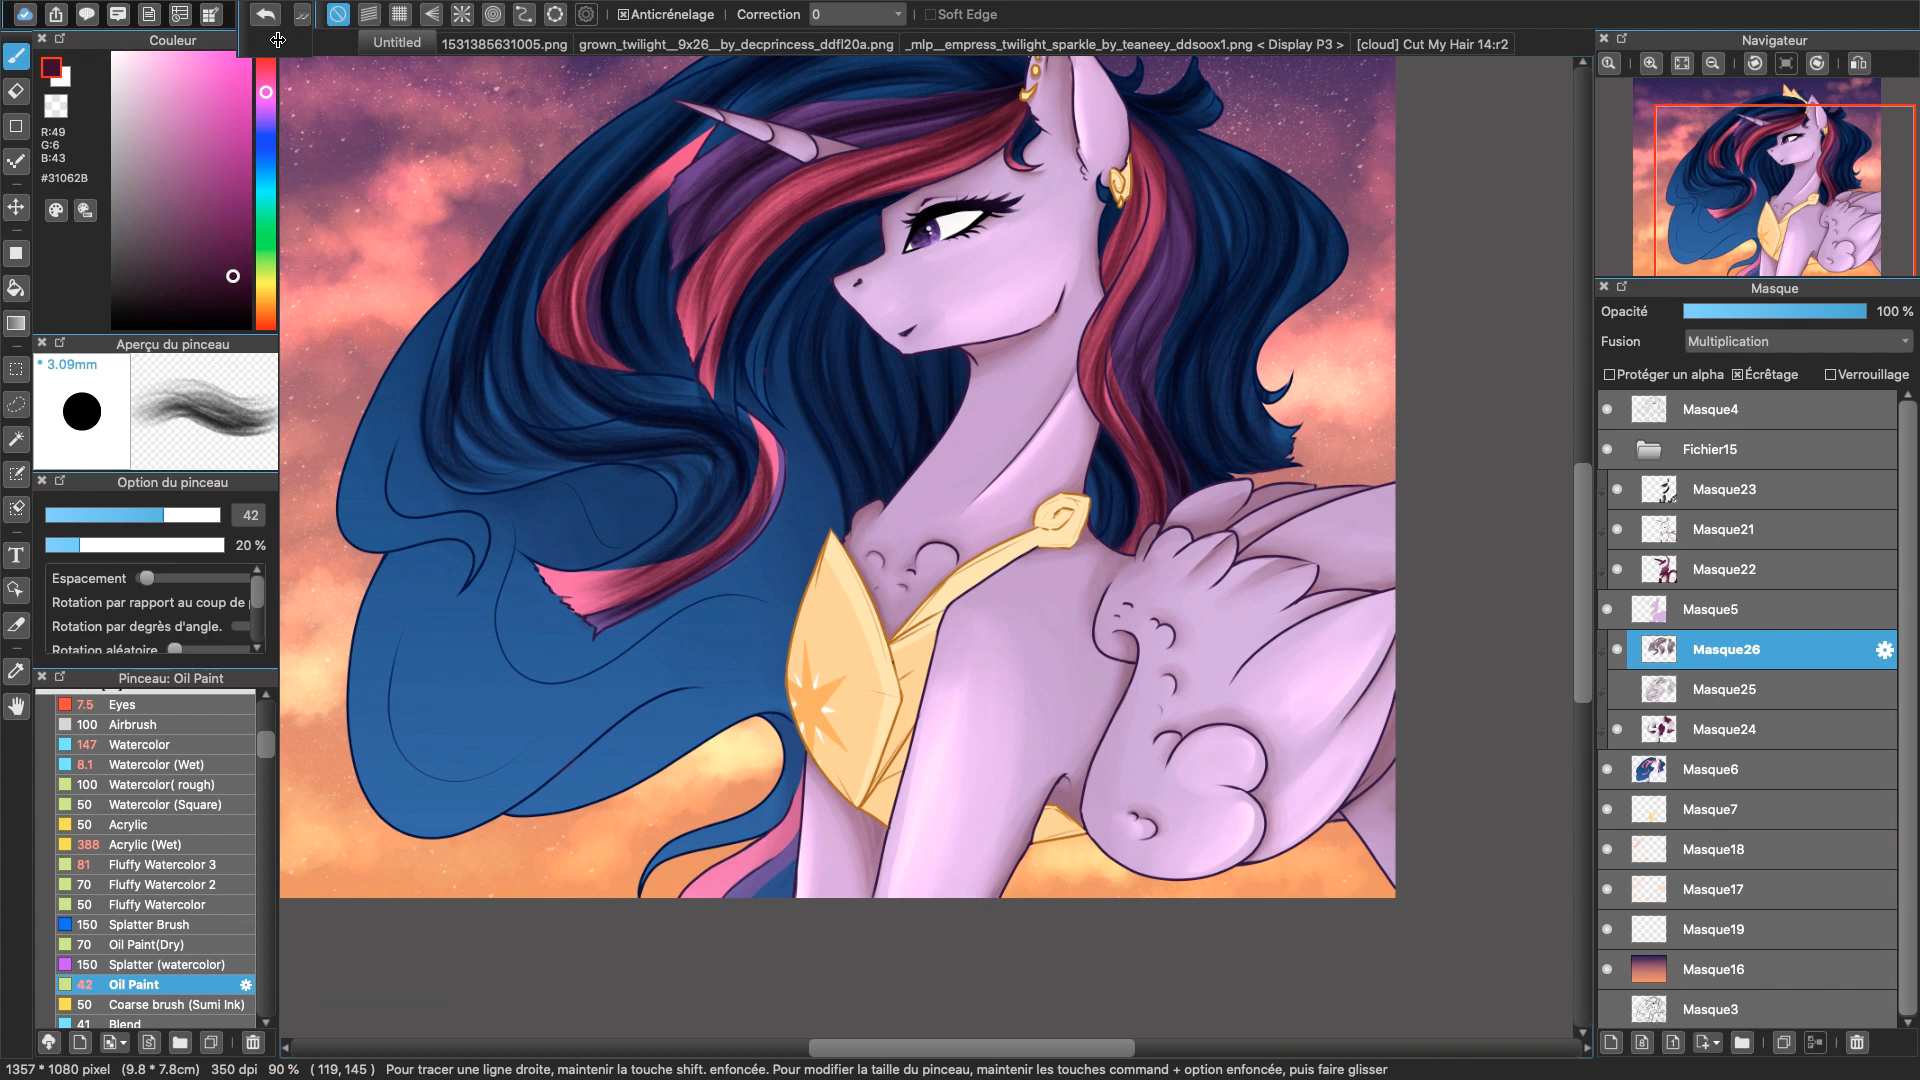 Anticrénelage
Correction
0
Soft Edge
Untitled
1531385631005.png
grown_twilight__9x26__by_decprincess_ddfl20a.png
_mlp__empress_twilight_sparkle_by_teaneey_ddsoox1.png < Display P3 >
[cloud] Cut My Hair 14:r2
Couleur
R:49
G:6
B:43
#31062B
Aperçu du pinceau
* 3.09mm
Option du pinceau
42
20 %
Espacement
Rotation par rapport au coup de
Rotation par degrès d'angle.
Rotation aléatoire
Pinceau: Oil Paint
7.5 Eyes
100 Airbrush
147 Watercolor
8.1 Watercolor (Wet)
100 Watercolor( rough)
50 Watercolor (Square)
50 Acrylic
388 Acrylic (Wet)
81 Fluffy Watercolor 3
70 Fluffy Watercolor 2
50 Fluffy Watercolor
150 Splatter Brush
70 Oil Paint(Dry)
150 Splatter (watercolor)
42 Oil Paint
50 Coarse brush (Sumi Ink)
41 Blend
Navigateur
Masque
Opacité
100 %
Fusion
Multiplication
Protéger un alpha
Écrêtage
Verrouillage
Masque4
Fichier15
Masque23
Masque21
Masque22
Masque5
Masque26
Masque25
Masque24
Masque6
Masque7
Masque18
Masque17
Masque19
Masque16
Masque3
1357 * 1080 pixel (9.8 * 7.8cm) 350 dpi 90 % ( 119, 145 ) Pour tracer une ligne droite, maintenir la touche shift. enfoncée. Pour modifier la taille du pinceau, maintenir les touches command + option enfoncée, puis faire glisser